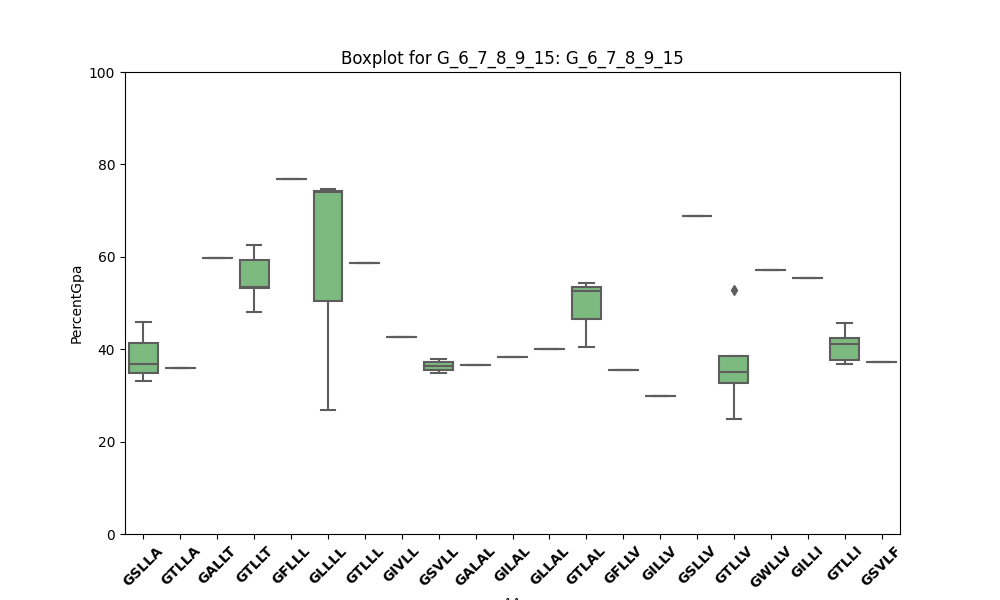 Boxplot for G_6_7_8_9_15: G_6_7_8_9_15
100
80
60
40
20
0
PercentGpa
GSLLA GTLLA GALLT GTLLT GFLLL GLLLL GTLLL GIVLL GSVLL GALAL GILAL GLLAL GTLAL GFLLV GILLV GSLLV GTLLV GWLLV GILLI GTLLI GSVLF